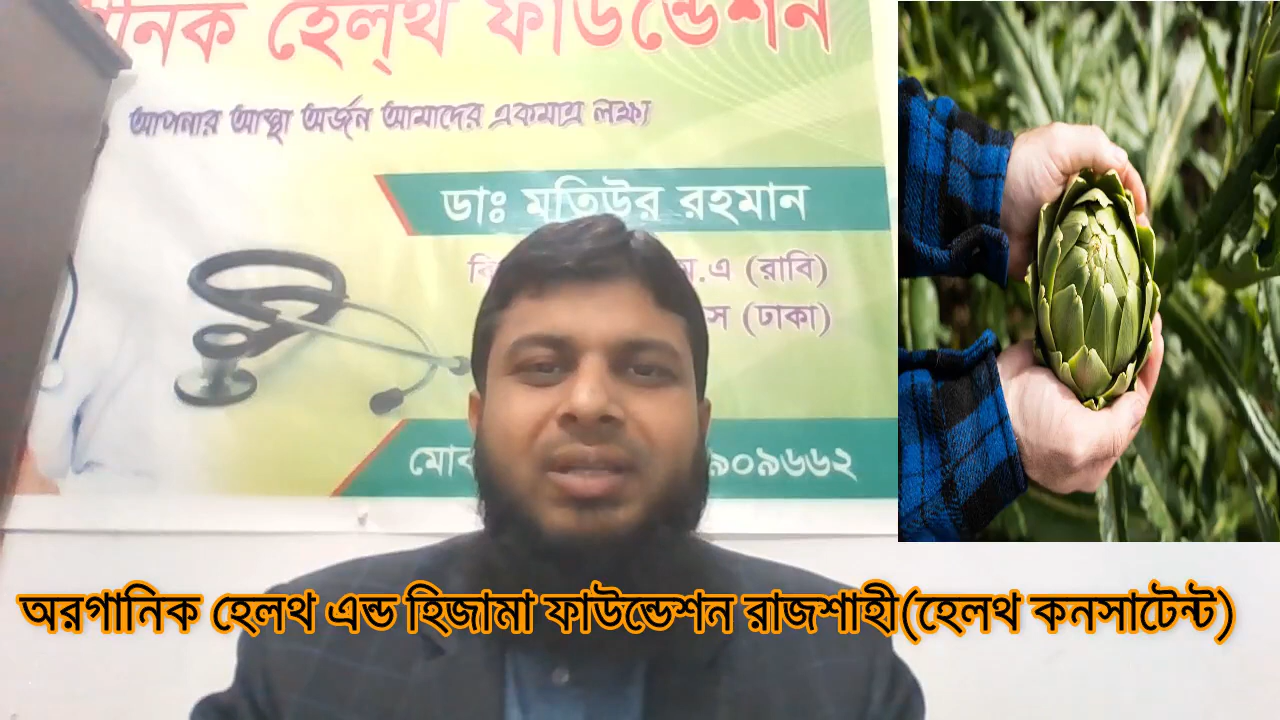 হেল্থ ফাউন্ডেশন
আপনার আস্থা অর্জন আমাদের একমাত্র লক্ষ্য
ডাঃ মতিউর রহমান
(রাবি)
(ঢাকা)
৯০৯৬৬২
অরগানিক হেলথ এন্ড হিজামা ফাউন্ডেশন রাজশাহী(হেলথ কনসাটেন্ট)